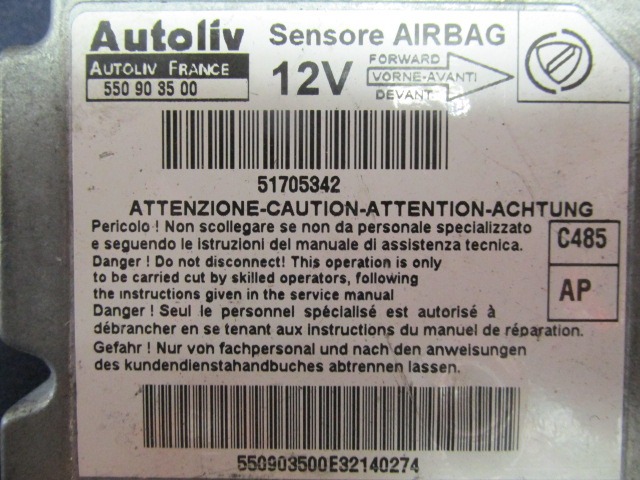 Autoliv Sensore AIRBAG
AUTOLIV FRANCE
550 90 35 00
12V
FORWARD
VORNE-AVANTI
DEVANT
51705342
ATTENZIONE-CAUTION-ATTENTION-ACHTUNG
Pericolo ! Non scollegare se non da personale specializzato
e seguendo le istruzioni del manuale di assistenza tecnica.
Danger ! Do not disconnect! This operation is only
to be carried cut by skilled operators, following
the instructions given in the service manual
Danger ! Seul le personnel spécialisé est autorisé à
débrancher en se tenant aux instructions du manuel de réparation.
Gefahr ! Nur von fachpersonal und nach den anweisungen
des kundendienstahandbuches abtrennen lassen.
C485
AP
550903500E32140274